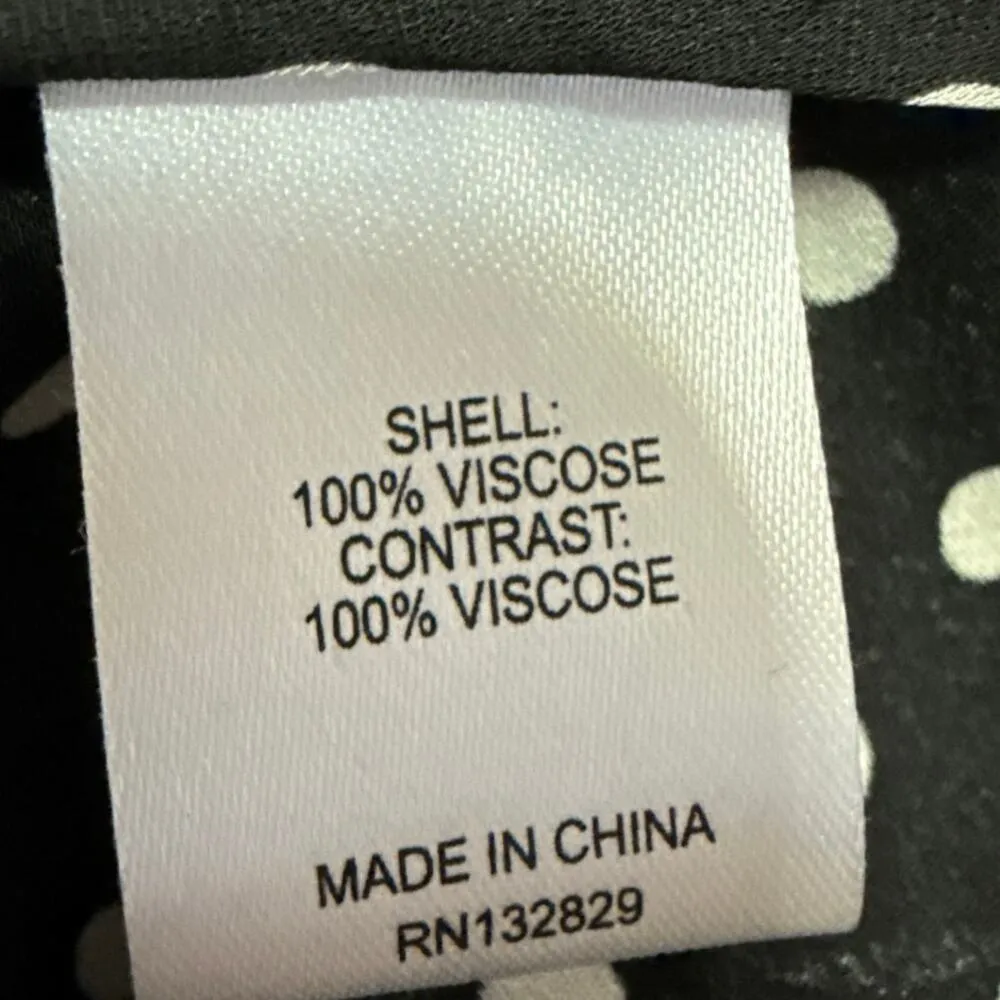 SHELL:
100% VISCOSE
CONTRAST:
100% VISCOSE
MADE IN CHINA
RN132829